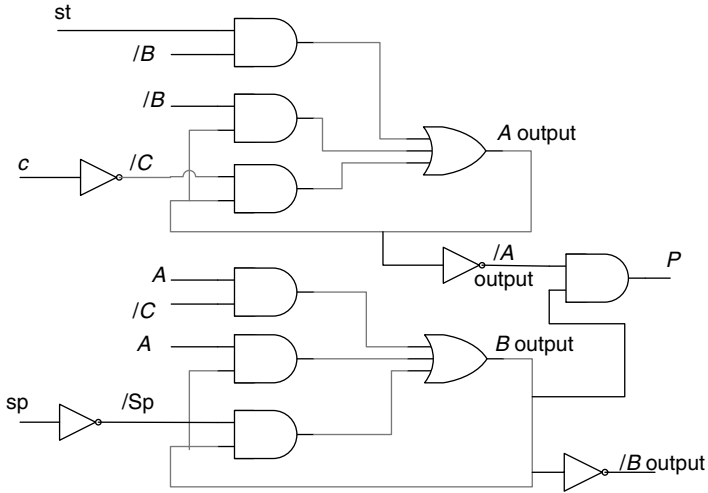 st
/B
/B
A output
c
/C
/A
output
P
A
/C
A
B output
sp
/Sp
/B output